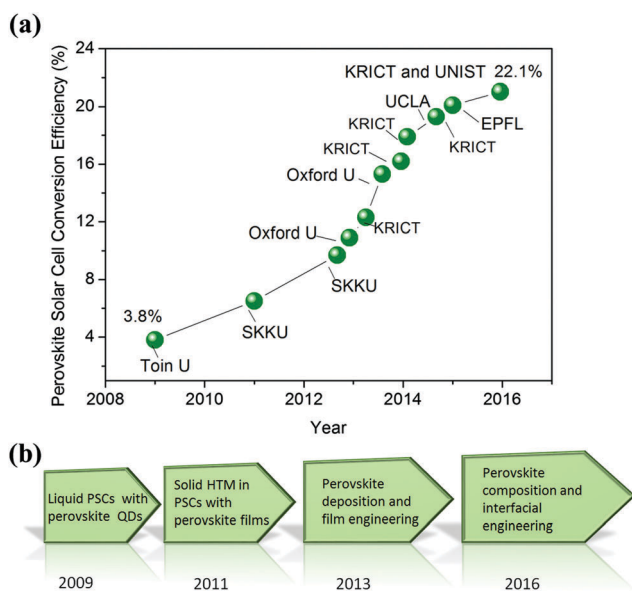 (a)
Perovskite Solar Cell Conversion Efficiency (%)
24
20
16
12
8
4
2008
2010
2012
2014
2016
Year
3.8%
Toin U
SKKU
SKKU
Oxford U
KRICT
Oxford U
KRICT
KRICT
UCLA
KRICT
EPFL
KRICT and UNIST 22.1%
(b)
Liquid PSCs with
perovskite QDs
2009
Solid HTM in
PSCs with
perovskite films
2011
Perovskite
deposition and
film engineering
2013
Perovskite
composition and
interfacial
engineering
2016